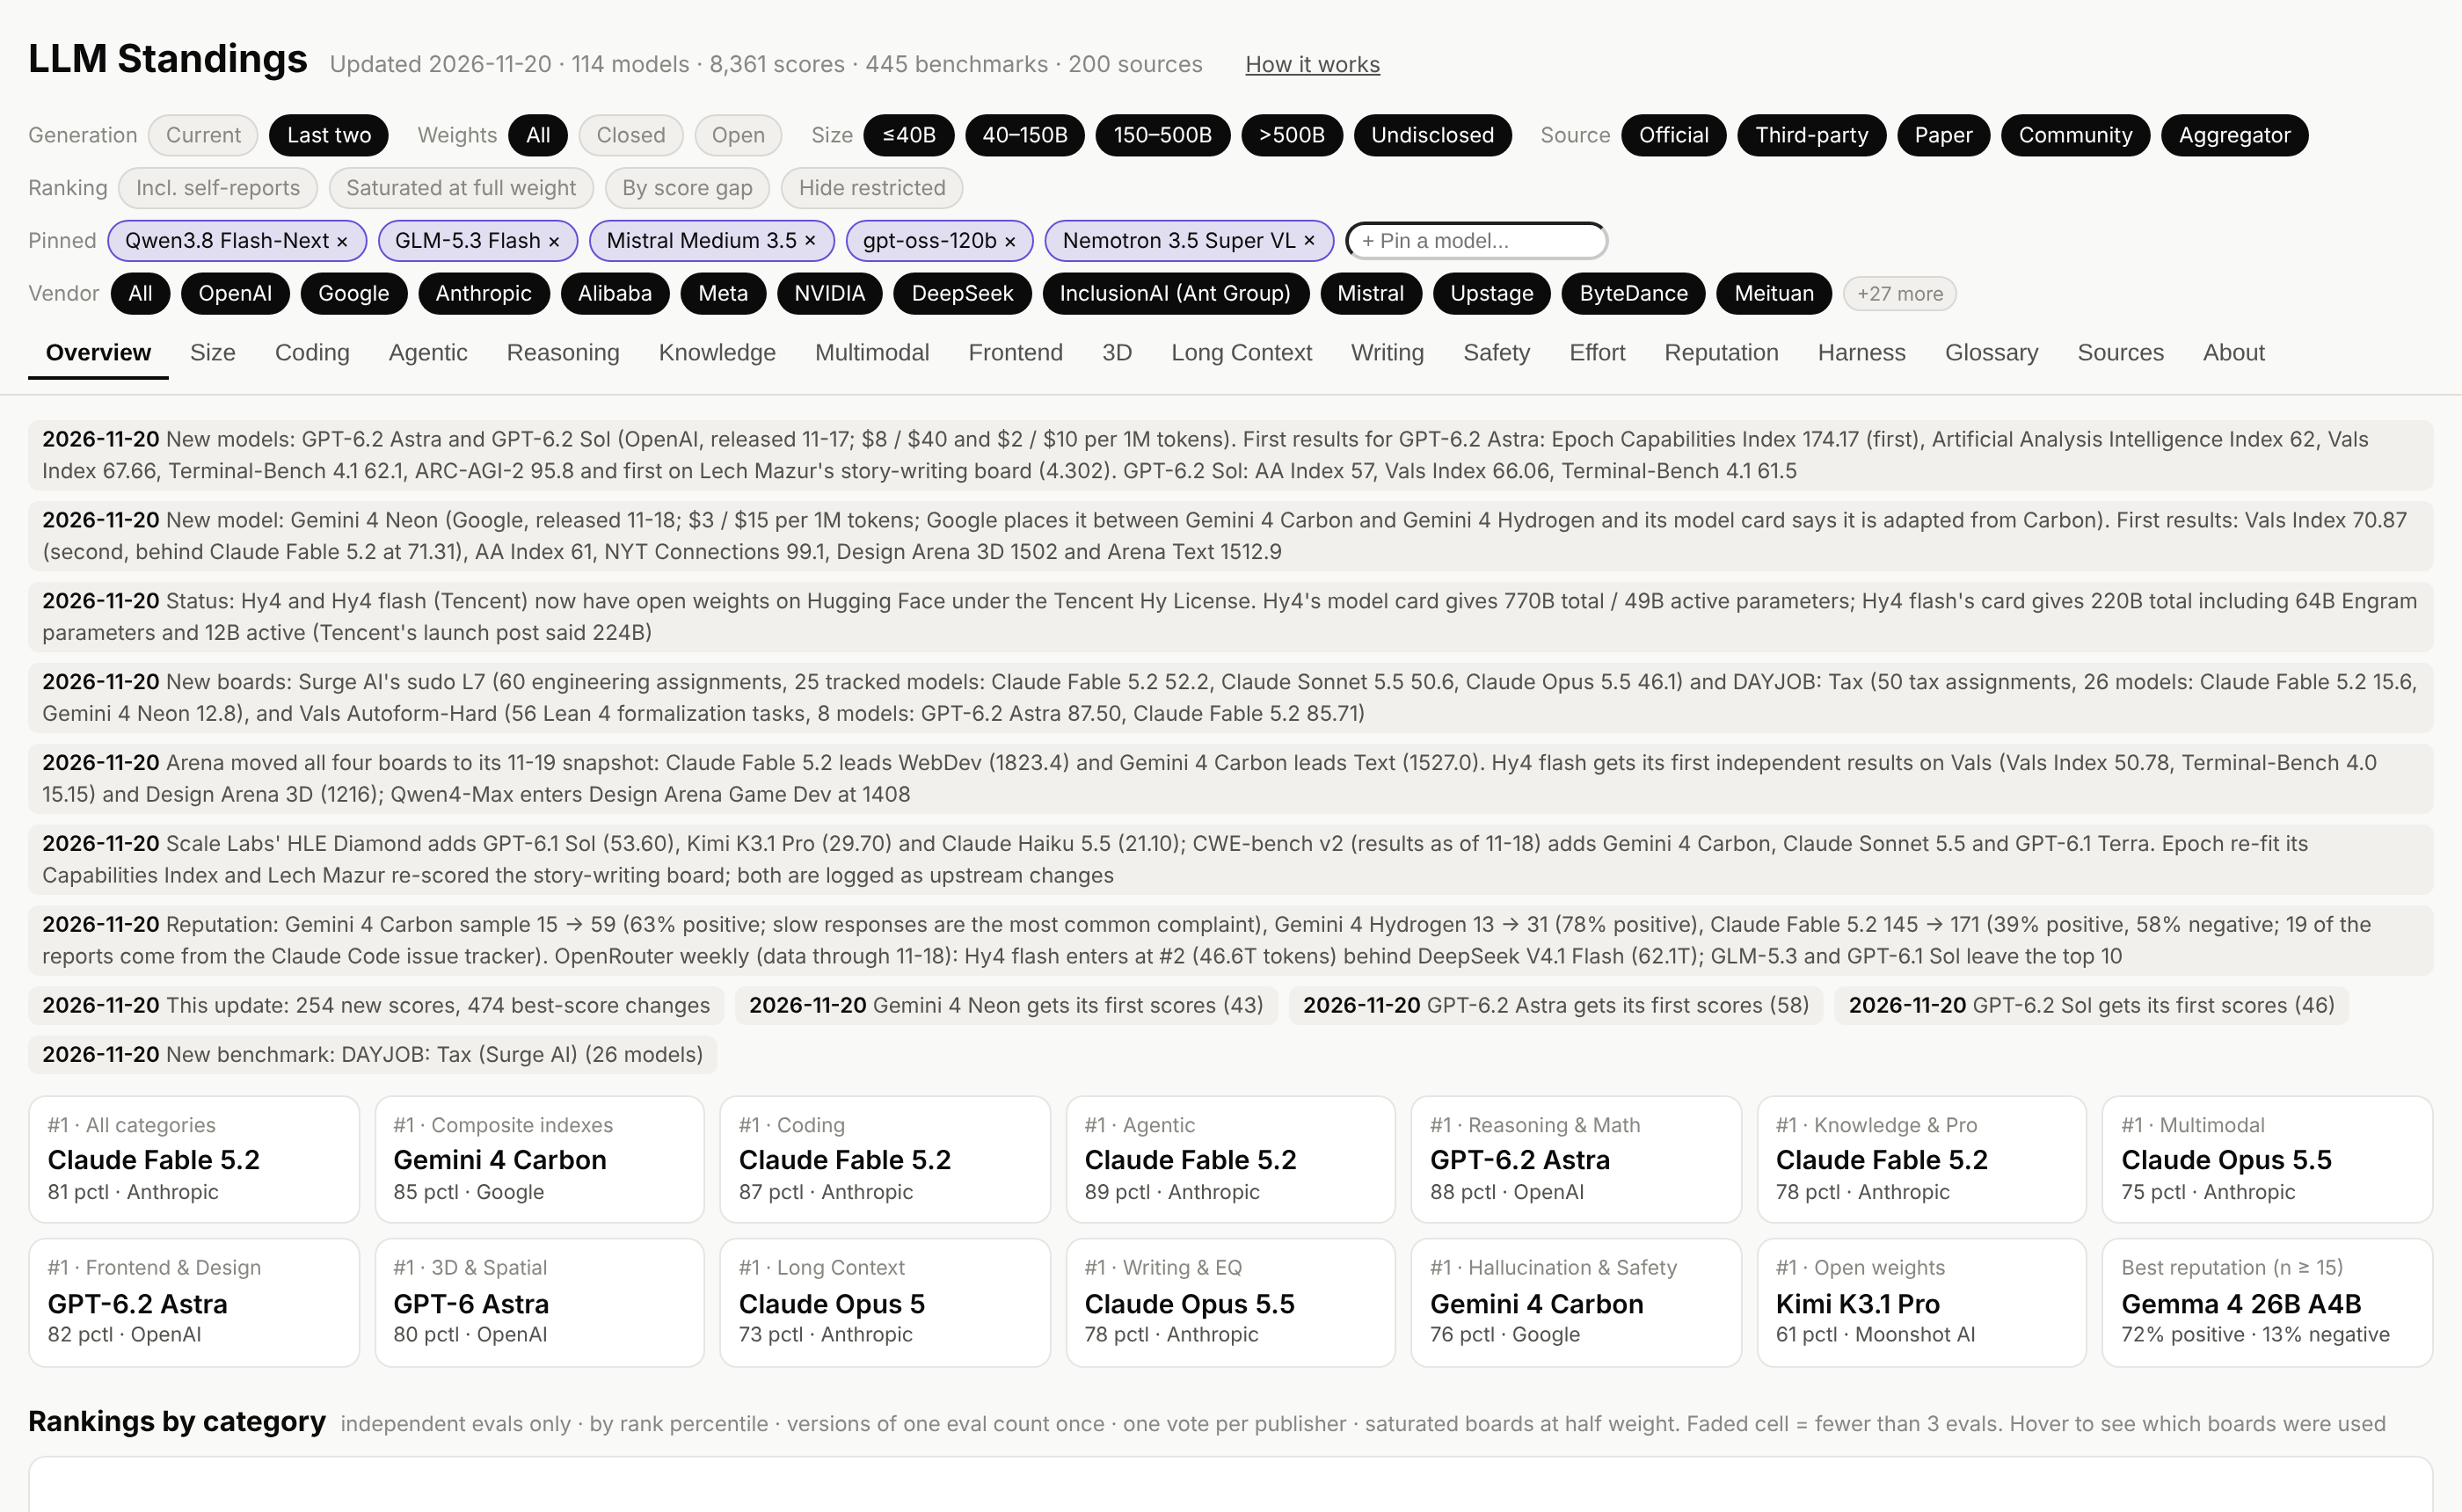 LLM Standings Updated 2026-11-20 · 114 models · 8,361 scores · 445 benchmarks · 200 sources How it works
Generation Current Last two Weights All Closed Open Size ≤40B 40–150B 150–500B >500B Undisclosed Source Official Third-party Paper Community Aggregator
Ranking Incl. self-reports Saturated at full weight By score gap Hide restricted
Pinned Qwen3.8 Flash-Next × GLM-5.3 Flash × Mistral Medium 3.5 × gpt-oss-120b × Nemotron 3.5 Super VL × + Pin a model...
Vendor All OpenAI Google Anthropic Alibaba Meta NVIDIA DeepSeek InclusionAI (Ant Group) Mistral Upstage ByteDance Meituan +27 more
Overview Size Coding Agentic Reasoning Knowledge Multimodal Frontend 3D Long Context Writing Safety Effort Reputation Harness Glossary Sources About
2026-11-20 New models: GPT-6.2 Astra and GPT-6.2 Sol (OpenAI, released 11-17; $8 / $40 and $2 / $10 per 1M tokens). First results for GPT-6.2 Astra: Epoch Capabilities Index 174.17 (first), Artificial Analysis Intelligence Index 62, Vals
Index 67.66, Terminal-Bench 4.1 62.1, ARC-AGI-2 95.8 and first on Lech Mazur's story-writing board (4.302). GPT-6.2 Sol: AA Index 57, Vals Index 66.06, Terminal-Bench 4.1 61.5
2026-11-20 New model: Gemini 4 Neon (Google, released 11-18; $3 / $15 per 1M tokens; Google places it between Gemini 4 Carbon and Gemini 4 Hydrogen and its model card says it is adapted from Carbon). First results: Vals Index 70.87
(second, behind Claude Fable 5.2 at 71.31), AA Index 61, NYT Connections 99.1, Design Arena 3D 1502 and Arena Text 1512.9
2026-11-20 Status: Hy4 and Hy4 flash (Tencent) now have open weights on Hugging Face under the Tencent Hy License. Hy4's model card gives 770B total / 49B active parameters; Hy4 flash's card gives 220B total including 64B Engram
parameters and 12B active (Tencent's launch post said 224B)
2026-11-20 New boards: Surge AI's sudo L7 (60 engineering assignments, 25 tracked models: Claude Fable 5.2 52.2, Claude Sonnet 5.5 50.6, Claude Opus 5.5 46.1) and DAYJOB: Tax (50 tax assignments, 26 models: Claude Fable 5.2 15.6,
Gemini 4 Neon 12.8), and Vals Autoform-Hard (56 Lean 4 formalization tasks, 8 models: GPT-6.2 Astra 87.50, Claude Fable 5.2 85.71)
2026-11-20 Arena moved all four boards to its 11-19 snapshot: Claude Fable 5.2 leads WebDev (1823.4) and Gemini 4 Carbon leads Text (1527.0). Hy4 flash gets its first independent results on Vals (Vals Index 50.78, Terminal-Bench 4.0
15.15) and Design Arena 3D (1216); Qwen4-Max enters Design Arena Game Dev at 1408
2026-11-20 Scale Labs' HLE Diamond adds GPT-6.1 Sol (53.60), Kimi K3.1 Pro (29.70) and Claude Haiku 5.5 (21.10); CWE-bench v2 (results as of 11-18) adds Gemini 4 Carbon, Claude Sonnet 5.5 and GPT-6.1 Terra. Epoch re-fit its
Capabilities Index and Lech Mazur re-scored the story-writing board; both are logged as upstream changes
2026-11-20 Reputation: Gemini 4 Carbon sample 15 → 59 (63% positive; slow responses are the most common complaint), Gemini 4 Hydrogen 13 → 31 (78% positive), Claude Fable 5.2 145 → 171 (39% positive, 58% negative; 19 of the
reports come from the Claude Code issue tracker). OpenRouter weekly (data through 11-18): Hy4 flash enters at #2 (46.6T tokens) behind DeepSeek V4.1 Flash (62.1T); GLM-5.3 and GPT-6.1 Sol leave the top 10
2026-11-20 This update: 254 new scores, 474 best-score changes 2026-11-20 Gemini 4 Neon gets its first scores (43) 2026-11-20 GPT-6.2 Astra gets its first scores (58) 2026-11-20 GPT-6.2 Sol gets its first scores (46)
2026-11-20 New benchmark: DAYJOB: Tax (Surge AI) (26 models)
#1 · All categories
Claude Fable 5.2
81 pctl · Anthropic
#1 · Composite indexes
Gemini 4 Carbon
85 pctl · Google
#1 · Coding
Claude Fable 5.2
87 pctl · Anthropic
#1 · Agentic
Claude Fable 5.2
89 pctl · Anthropic
#1 · Reasoning & Math
GPT-6.2 Astra
88 pctl · OpenAI
#1 · Knowledge & Pro
Claude Fable 5.2
78 pctl · Anthropic
#1 · Multimodal
Claude Opus 5.5
75 pctl · Anthropic
#1 · Frontend & Design
GPT-6.2 Astra
82 pctl · OpenAI
#1 · 3D & Spatial
GPT-6 Astra
80 pctl · OpenAI
#1 · Long Context
Claude Opus 5
73 pctl · Anthropic
#1 · Writing & EQ
Claude Opus 5.5
78 pctl · Anthropic
#1 · Hallucination & Safety
Gemini 4 Carbon
76 pctl · Google
#1 · Open weights
Kimi K3.1 Pro
61 pctl · Moonshot AI
Best reputation (n ≥ 15)
Gemma 4 26B A4B
72% positive · 13% negative
Rankings by category independent evals only · by rank percentile · versions of one eval count once · one vote per publisher · saturated boards at half weight. Faded cell = fewer than 3 evals. Hover to see which boards were used